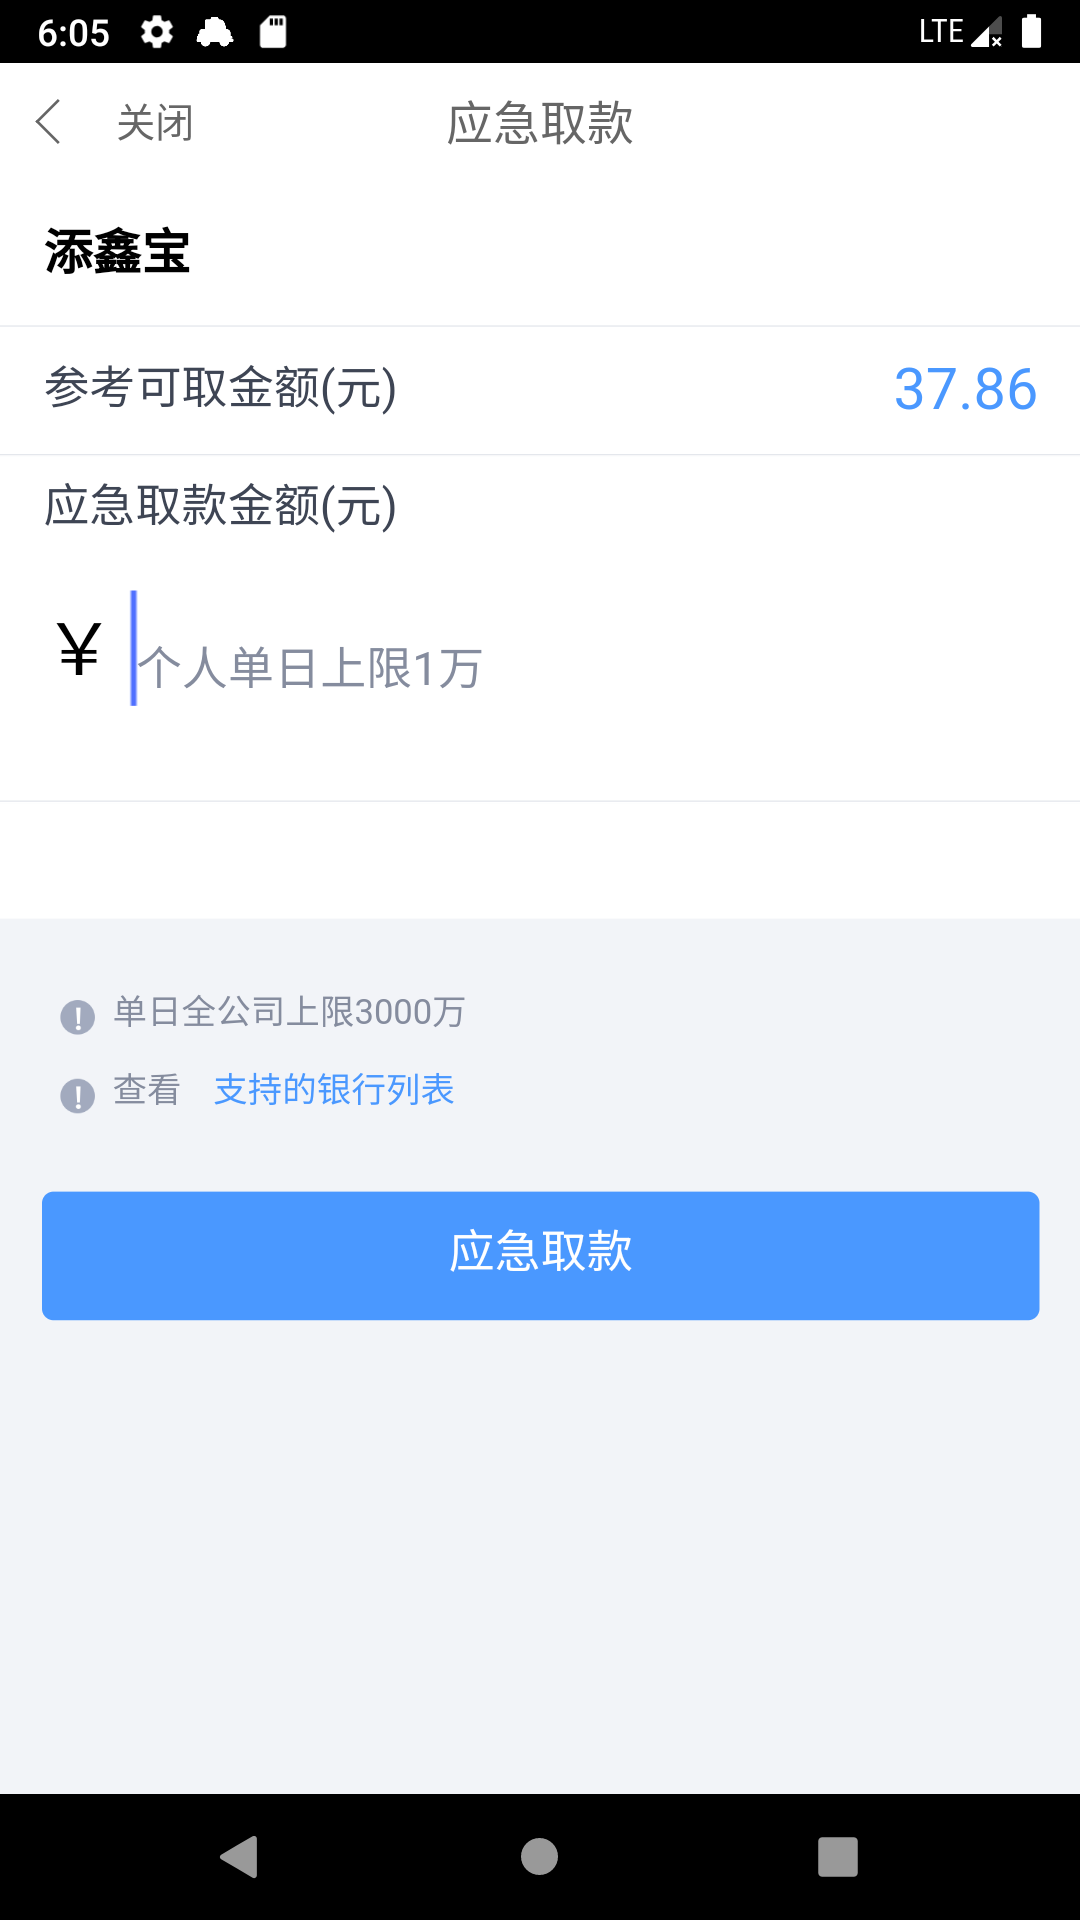 6:05 LTE
关闭 应急取款
添鑫宝
参考可取金额(元) 37.86
应急取款金额(元)
¥ 个人单日上限1万
单日全公司上限3000万
查看 支持的银行列表
应急取款